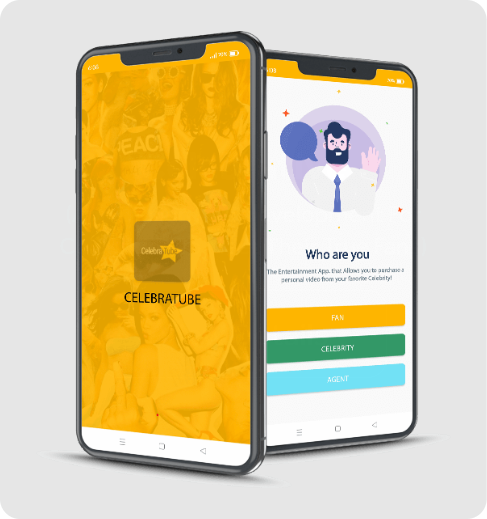 PEACE
CelebraTube
CELEBRATUBE
Who are you
The Entertainment App. that Allows you to purchase a
personal video from your favorite Celebrity!
FAN
CELEBRITY
AGENT